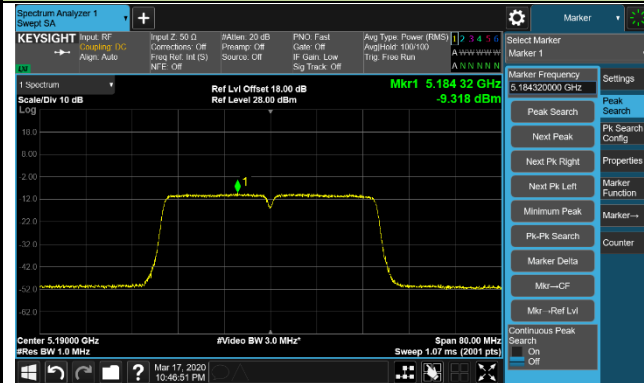 Spectrum Analyzer 1
Swept SA
+
Marker
KEYSIGHT
Input: RF
Coupling: DC
Align: Auto
Input Z: 50 Ω
Corrections: Off
Freq Ref: Int (S)
NFE: Off
#Atten: 20 dB
Preamp: Off
Source: Off
PNO: Fast
Gate: Off
IF Gain: Low
Sig Track: Off
Avg Type: Power (RMS)
Avg|Hold: 100/100
Trig: Free Run
1 2 3 4 5 6
A W W W W W
A N N N N N
Select Marker
Marker 1
1 Spectrum
Scale/Div 10 dB
Log
Ref Lvl Offset 18.00 dB
Ref Level 28.00 dBm
Mkr1 5.184 32 GHz
-9.318 dBm
18.0
8.00
-2.00
-12.0
-22.0
-32.0
-42.0
-52.0
-62.0
1
Center 5.19000 GHz
#Res BW 1.0 MHz
#Video BW 3.0 MHz*
Span 80.00 MHz
Sweep 1.07 ms (2001 pts)
Marker Frequency
5.184320000 GHz
Peak Search
Next Peak
Next Pk Right
Next Pk Left
Minimum Peak
Pk-Pk Search
Marker Delta
Mkr→CF
Mkr→Ref Lvl
Continuous Peak
Search
On
Off
Settings
Peak
Search
Pk Search
Config
Properties
Marker
Function
Marker→
Counter
?
Mar 17, 2020
10:46:51 PM